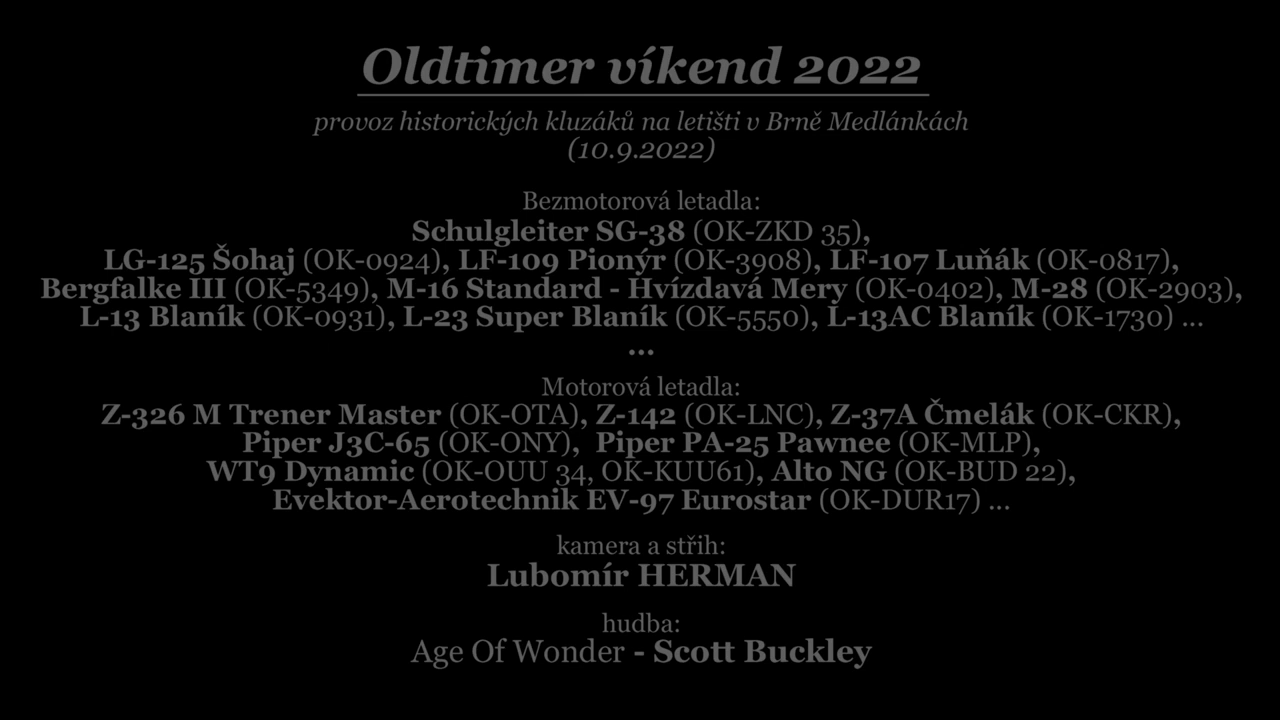 Oldtimer víkend 2022
provoz historických kluzáků na letišti v Brně Medlánkách
(10.9.2022)
Bezmotorová letadla:
Schulgleiter SG-38 (OK-ZKD 35),
LG-125 Šohaj (OK-0924), LF-109 Pionýr (OK-3908), LF-107 Luňák (OK-0817),
Bergfalke III (OK-5349), M-16 Standard - Hvízdavá Mery (OK-0402), M-28 (OK-2903),
L-13 Blaník (OK-0931), L-23 Super Blaník (OK-5550), L-13AC Blaník (OK-1730) ...
...
Motorová letadla:
Z-326 M Trener Master (OK-OTA), Z-142 (OK-LNC), Z-37A Čmelák (OK-CKR),
Piper J3C-65 (OK-ONY), Piper PA-25 Pawnee (OK-MLP),
WT9 Dynamic (OK-OUU 34, OK-KUU61), Alto NG (OK-BUD 22),
Evektor-Aerotechnik EV-97 Eurostar (OK-DUR17) ...
kamera a střih:
Lubomír HERMAN
hudba:
Age Of Wonder - Scott Buckley